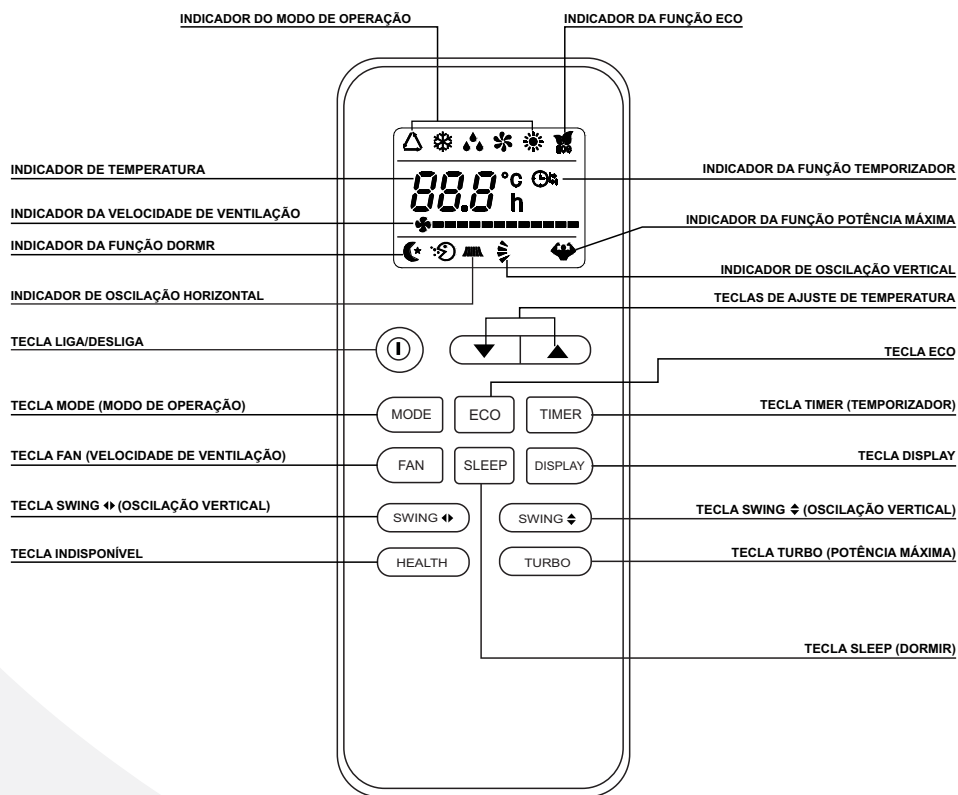 INDICADOR DO MODO DE OPERAÇÃO
INDICADOR DA FUNÇÃO ECO
ECO
INDICADOR DE TEMPERATURA
88.8 °C
h
INDICADOR DA FUNÇÃO TEMPORIZADOR
INDICADOR DA VELOCIDADE DE VENTILAÇÃO
INDICADOR DA FUNÇÃO POTÊNCIA MÁXIMA
INDICADOR DA FUNÇÃO DORMR
INDICADOR DE OSCILAÇÃO VERTICAL
INDICADOR DE OSCILAÇÃO HORIZONTAL
TECLAS DE AJUSTE DE TEMPERATURA
TECLA LIGA/DESLIGA
TECLA ECO
TECLA MODE (MODO DE OPERAÇÃO)
MODE
ECO
TIMER
TECLA TIMER (TEMPORIZADOR)
TECLA FAN (VELOCIDADE DE VENTILAÇÃO)
FAN
SLEEP
DISPLAY
TECLA DISPLAY
TECLA SWING (OSCILAÇÃO VERTICAL)
SWING
SWING
TECLA SWING (OSCILAÇÃO VERTICAL)
TECLA INDISPONÍVEL
HEALTH
TURBO
TECLA TURBO (POTÊNCIA MÁXIMA)
TECLA SLEEP (DORMIR)